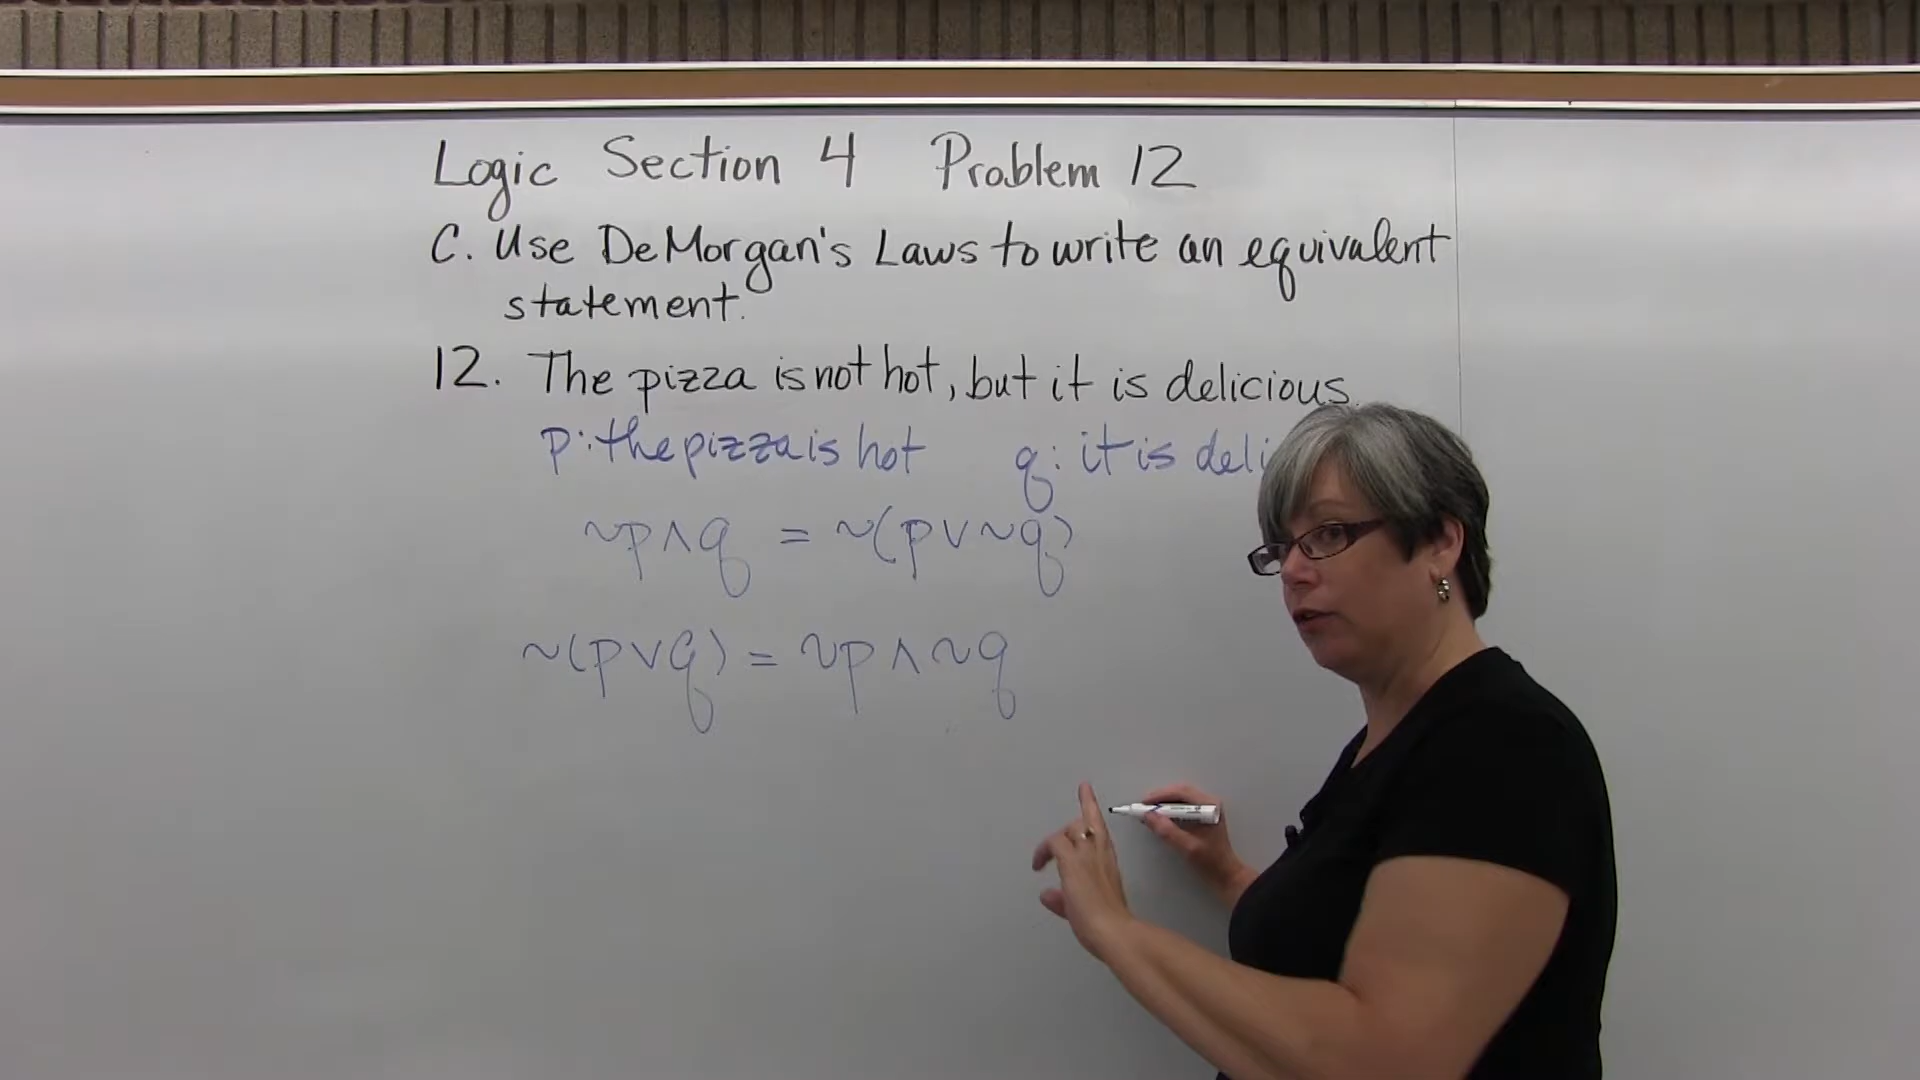 Logic Section 4 Problem 12
C. Use DeMorgan's Laws to write an equivalent
statement.
12. The pizza is not hot, but it is delicious.
p: the pizza is hot q: it is deli
~p ∧ q = ~(p ∨ ~q)
~(p ∨ q) = ~p ∧ ~q